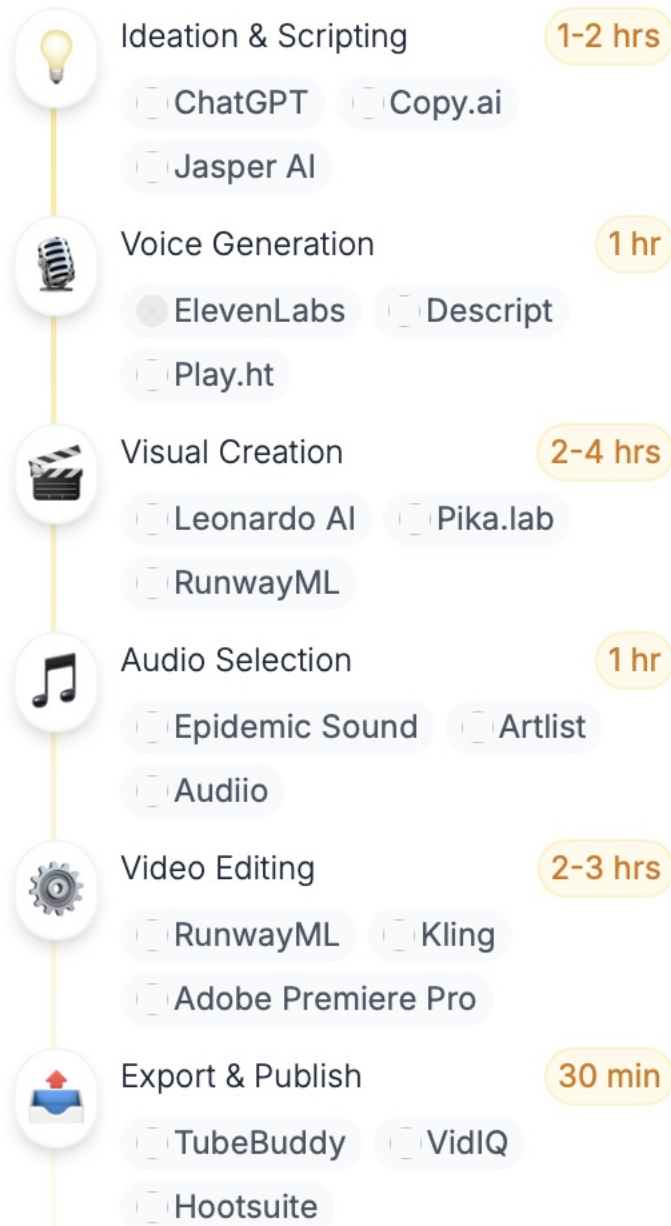 Ideation & Scripting 1-2 hrs
ChatGPT Copy.ai
Jasper AI
Voice Generation 1 hr
ElevenLabs Descript
Play.ht
Visual Creation 2-4 hrs
Leonardo AI Pika.lab
RunwayML
Audio Selection 1 hr
Epidemic Sound Artlist
Audiio
Video Editing 2-3 hrs
RunwayML Kling
Adobe Premiere Pro
Export & Publish 30 min
TubeBuddy VidIQ
Hootsuite